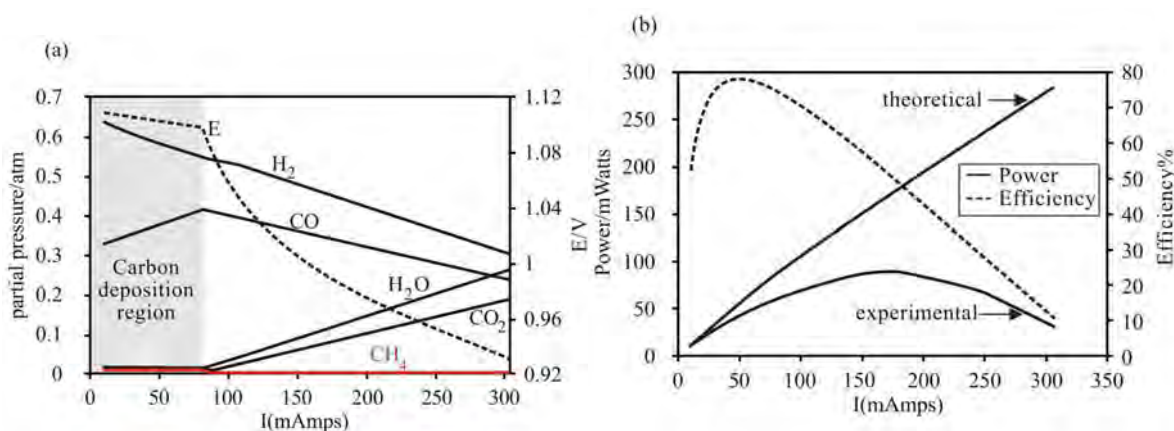 (a)
0.7
0.6
0.5
0.4
0.3
0.2
0.1
0
partial pressure/atm
E
H2
CO
Carbon
deposition
region
H2O
CO2
CH4
1.12
1.08
1.04
1
0.96
0.92
E/V
0 50 100 150 200 250 300
I(mAmps)
(b)
300
250
200
150
100
50
0
Power/mWatts
theoretical
Power
Efficiency
experimental
80
70
60
50
40
30
20
10
0
Efficiency%
0 50 100 150 200 250 300 350
I(mAmps)